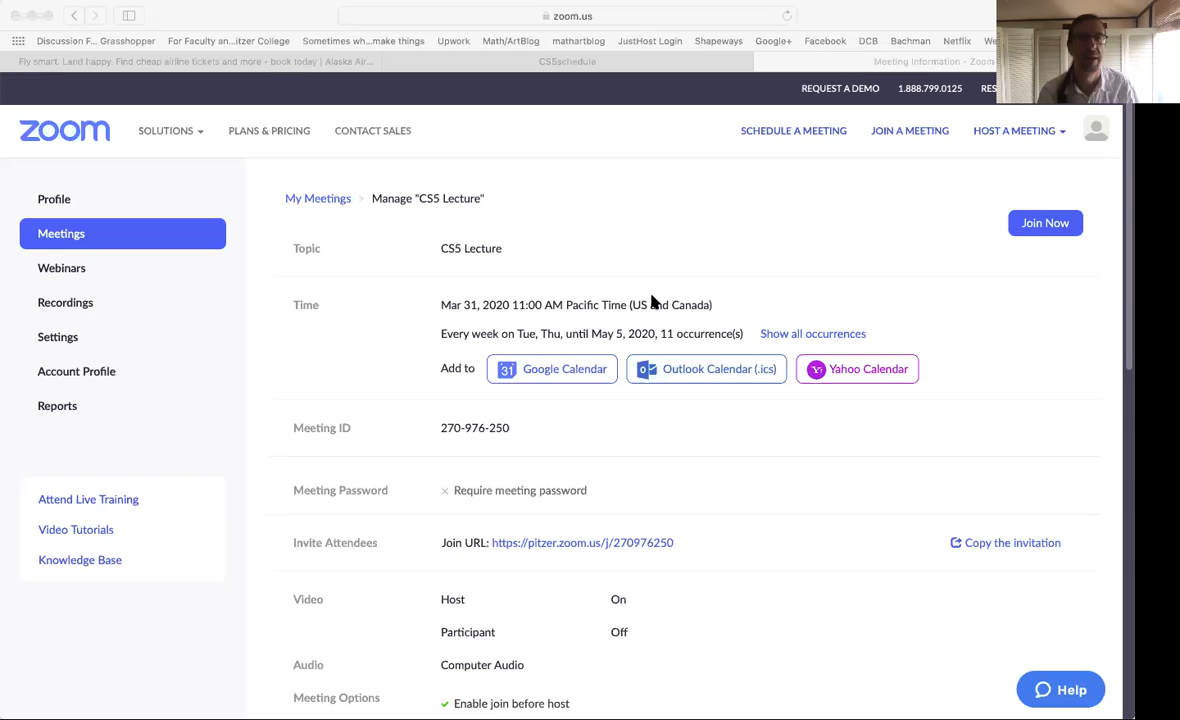 zoom.us
Discussion F... Grasshopper For Faculty an...itzer College Sometimes wh...make things Upwork Math/ArtBlog mathartblog JustHost Login Shapeways Google+ Facebook DCB Bachman Netflix
Fly smart. Land happy. Find cheap airline tickets and more - book today | Alaska Air... CS5schedule Meeting Information - Zoom
REQUEST A DEMO 1.888.799.0125
zoom SOLUTIONS PLANS & PRICING CONTACT SALES SCHEDULE A MEETING JOIN A MEETING HOST A MEETING
Profile
Meetings
Webinars
Recordings
Settings
Account Profile
Reports
Attend Live Training
Video Tutorials
Knowledge Base
My Meetings > Manage "CS5 Lecture"
Join Now
Topic CS5 Lecture
Time Mar 31, 2020 11:00 AM Pacific Time (US and Canada)
Every week on Tue, Thu, until May 5, 2020, 11 occurrence(s) Show all occurrences
Add to 31 Google Calendar Outlook Calendar (.ics) Yahoo Calendar
Meeting ID 270-976-250
Meeting Password × Require meeting password
Invite Attendees Join URL: https://pitzer.zoom.us/j/270976250 Copy the invitation
Video Host On
Participant Off
Audio Computer Audio
Meeting Options Enable join before host
Help